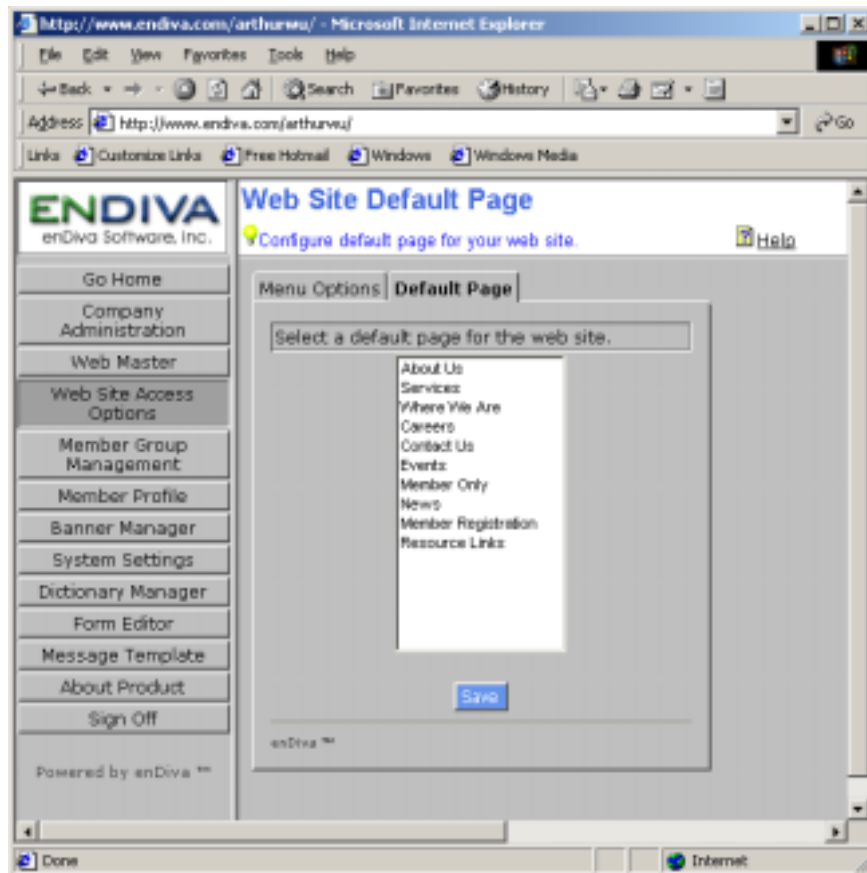 http://www.endiva.com/arthurwu/ - Microsoft Internet Explorer
File Edit View Favorites Tools Help
Back Search Favorites History
Address http://www.endiva.com/arthurwu/ Go
Links Customize Links Free Hotmail Windows Windows Media
ENDIVA
enDiva Software, Inc.
Web Site Default Page
Configure default page for your web site.
Help
Go Home
Company
Administration
Web Master
Web Site Access
Options
Member Group
Management
Member Profile
Banner Manager
System Settings
Dictionary Manager
Form Editor
Message Template
About Product
Sign Off
Powered by enDiva ™
Menu Options Default Page
Select a default page for the web site.
About Us
Services
Where We Are
Careers
Contact Us
Events
Member Only
News
Member Registration
Resource Links
Save
enDiva ™
Done Internet